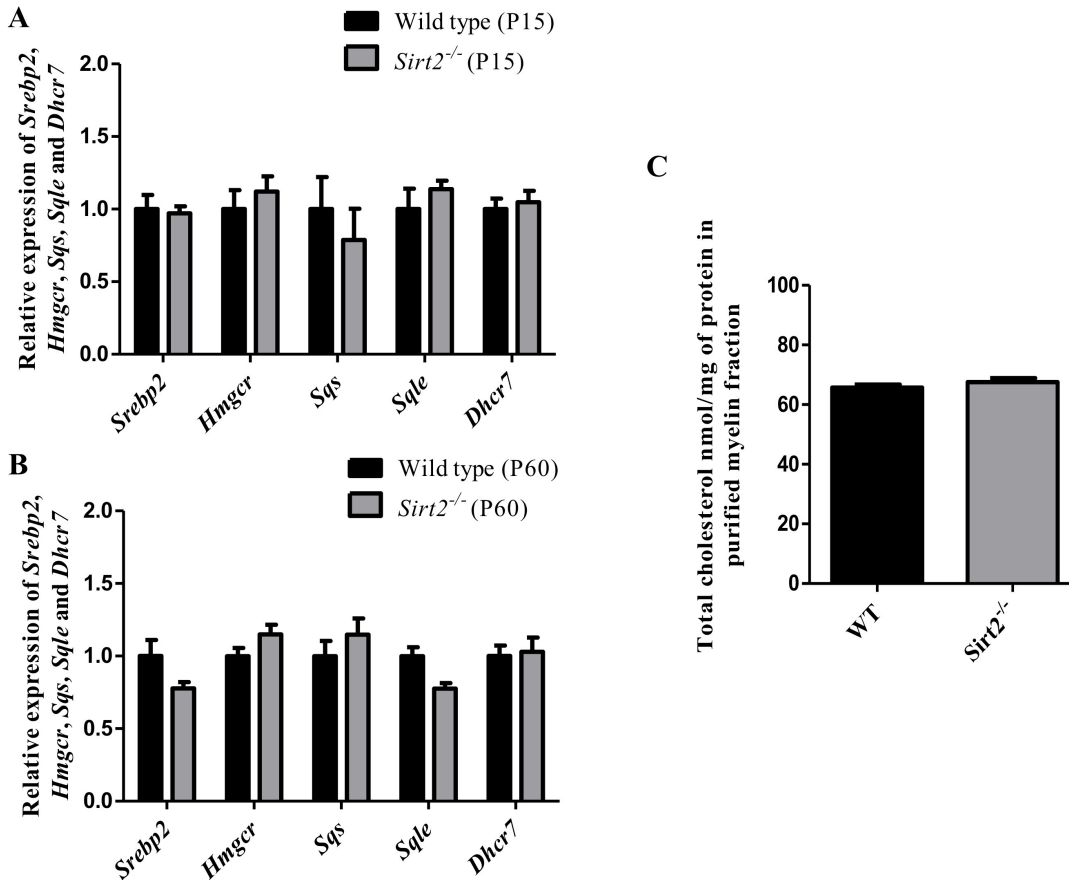 A
Wild type (P15)
Sirt2-/- (P15)
Relative expression of Srebp2,
Hmgcr, Sqs, Sqle and Dhcr7
2.0
1.5
1.0
0.5
0.0
Srebp2
Hmgcr
Sqs
Sqle
Dhcr7
B
Wild type (P60)
Sirt2-/- (P60)
Relative expression of Srebp2,
Hmgcr, Sqs, Sqle and Dhcr7
2.0
1.5
1.0
0.5
0.0
Srebp2
Hmgcr
Sqs
Sqle
Dhcr7
C
Total cholesterol nmol/mg of protein in
purified myelin fraction
100
80
60
40
20
0
WT
Sirt2-/-